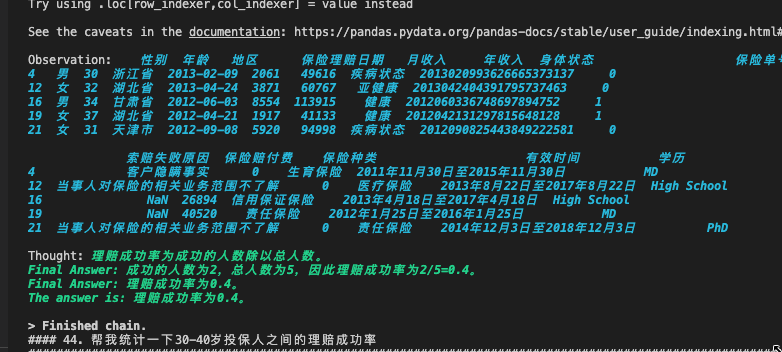 Try using .loc[row_indexer,col_indexer] = value instead
See the caveats in the documentation: https://pandas.pydata.org/pandas-docs/stable/user_guide/indexing.html#
Observation: 性别 年龄 地区 保险理赔日期 月收入 年收入 身体状态 保险单
4 男 30 浙江省 2013-02-09 2061 49616 疾病状态 2013020993626665373137 0
12 女 32 湖北省 2013-04-24 3871 60767 亚健康 2013042404391795737463 0
16 男 34 甘肃省 2012-06-03 8554 113915 健康 2012060336748697894752 1
19 女 37 湖北省 2012-04-21 1917 41133 健康 2012042131297815648128 1
21 女 31 天津市 2012-09-08 5920 94998 疾病状态 2012090825443849222581 0
索赔失败原因 保险赔付费 保险种类 有效时间 学历
4 客户隐瞒事实 0 生育保险 2011年11月30日至2015年11月30日 MD
12 当事人对保险的相关业务范围不了解 0 医疗保险 2013年8月22日至2017年8月22日 High School
16 NaN 26894 信用保证保险 2013年4月18日至2017年4月18日 High School
19 NaN 40520 责任保险 2012年1月25日至2016年1月25日 MD
21 当事人对保险的相关业务范围不了解 0 责任保险 2014年12月3日至2018年12月3日 PhD
Thought: 理赔成功率为成功的人数除以总人数。
Final Answer: 成功的人数为2，总人数为5，因此理赔成功率为2/5=0.4。
Final Answer: 理赔成功率为0.4。
The answer is: 理赔成功率为0.4。
> Finished chain.
#### 44. 帮我统计一下30-40岁投保人之间的理赔成功率